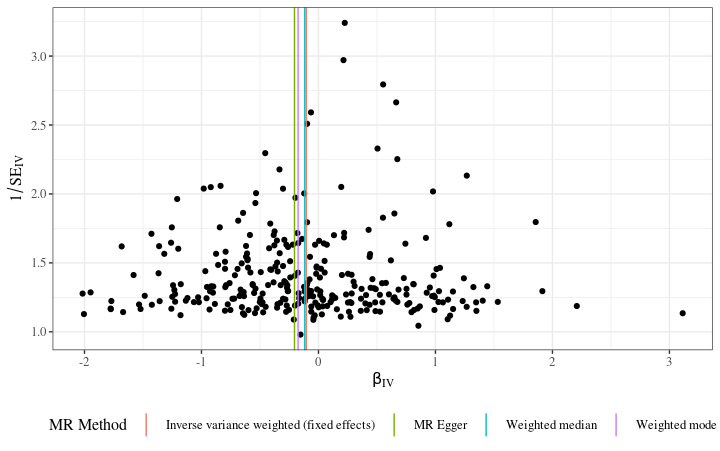 3.0
2.5
2.0
1.5
1.0
1/SE_IV
-2 -1 0 1 2 3
β_IV
MR Method Inverse variance weighted (fixed effects) MR Egger Weighted median Weighted mode